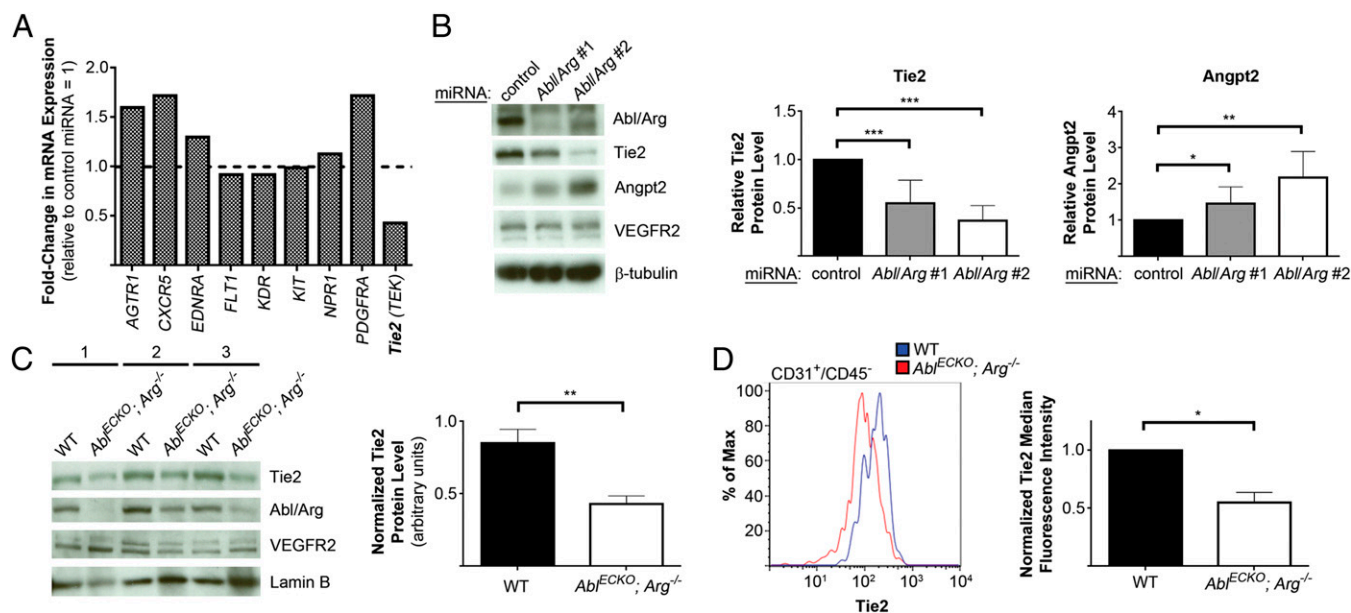 A
Fold-Change in mRNA Expression
(relative to control miRNA = 1)
2.0
1.5
1.0
0.5
AGTR1
CXCR5
EDNRA
FLT1
KDR
KIT
NPR1
PDGFRA
Tie2 (TEK)
B
miRNA:
control
Abl/Arg #1
Abl/Arg #2
Abl/Arg
Tie2
Angpt2
VEGFR2
β-tubulin
Tie2
Relative Tie2
Protein Level
1.5
1.0
0.5
***
***
miRNA: control Abl/Arg #1 Abl/Arg #2
Angpt2
Relative Angpt2
Protein Level
4
3
2
1
**
*
miRNA: control Abl/Arg #1 Abl/Arg #2
C
1 2 3
WT
Abl^ECKO; Arg^-/-
WT
Abl^ECKO; Arg^-/-
WT
Abl^ECKO; Arg^-/-
Tie2
Abl/Arg
VEGFR2
Lamin B
Normalized Tie2
Protein Level
(arbitrary units)
1.0
0.5
**
WT Abl^ECKO; Arg^-/-
D
WT
Abl^ECKO; Arg^-/-
CD31+/CD45-
% of Max
100
80
60
40
20
0
10^1 10^2 10^3 10^4
Tie2
Normalized Tie2 Median
Fluorescence Intensity
1.0
0.5
*
WT Abl^ECKO; Arg^-/-